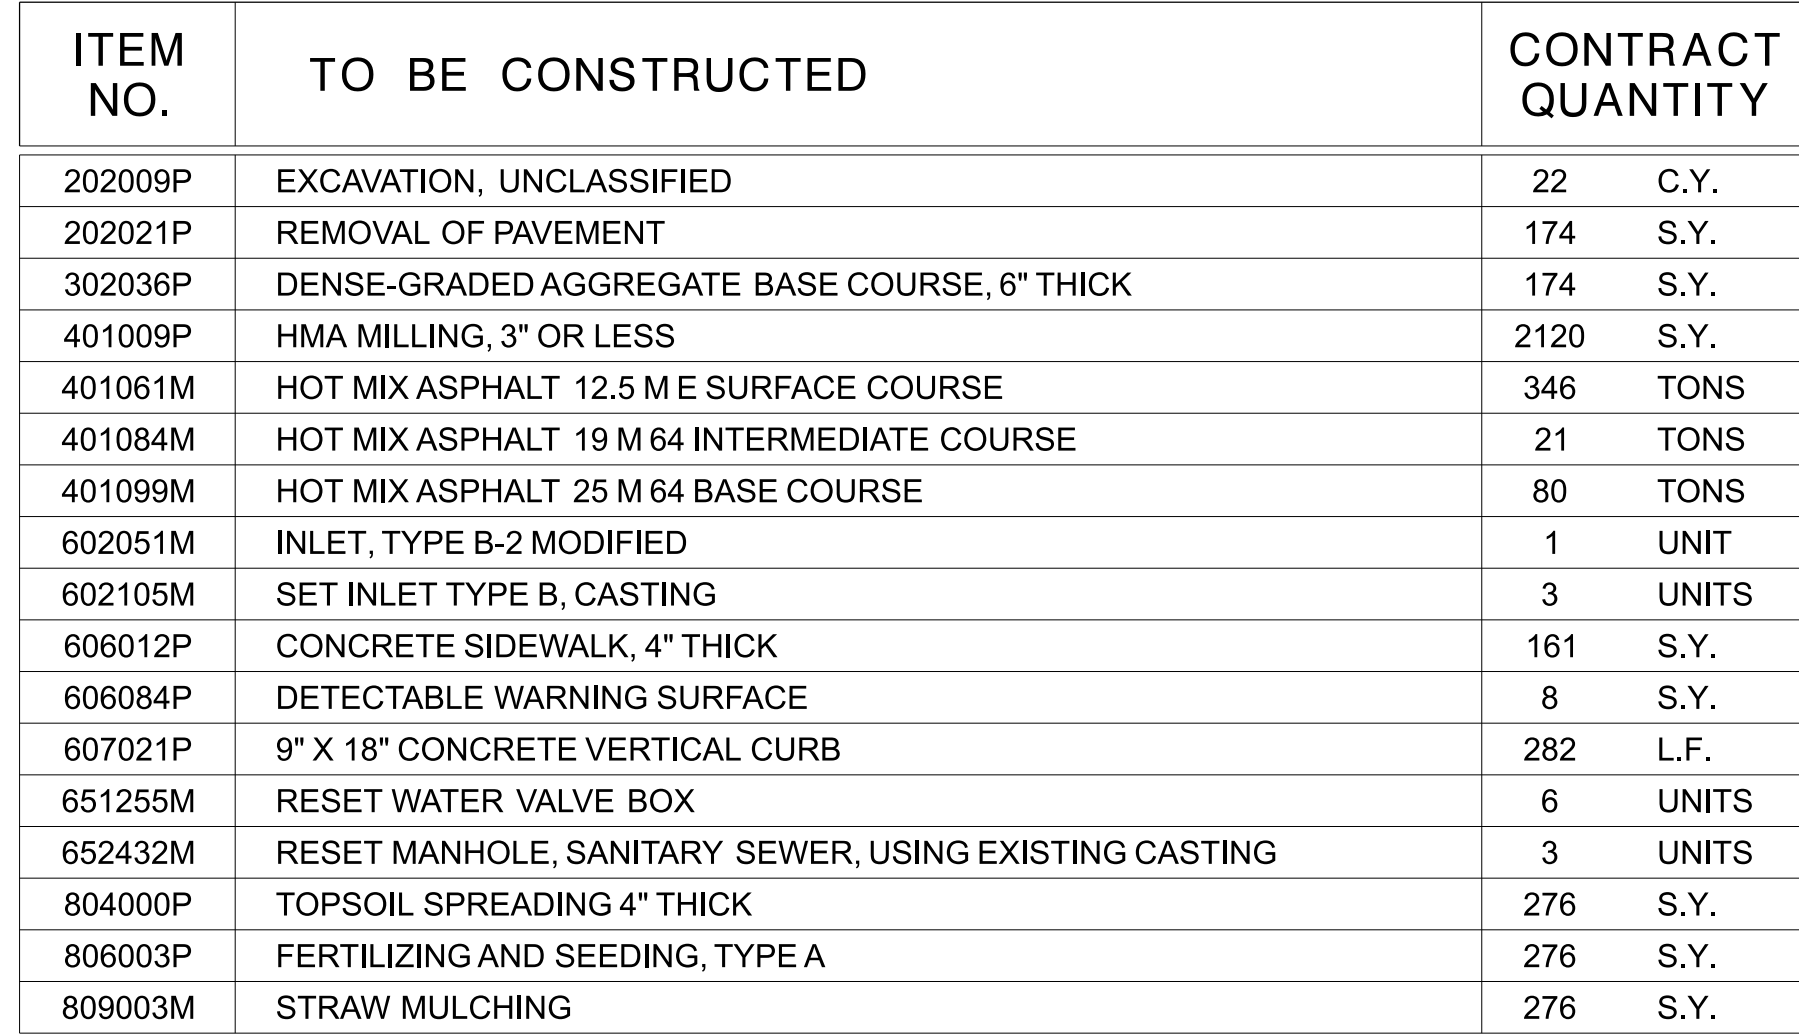 ITEM NO. TO BE CONSTRUCTED CONTRACT QUANTITY
202009P EXCAVATION, UNCLASSIFIED 22 C.Y.
202021P REMOVAL OF PAVEMENT 174 S.Y.
302036P DENSE-GRADED AGGREGATE BASE COURSE, 6" THICK 174 S.Y.
401009P HMA MILLING, 3" OR LESS 2120 S.Y.
401061M HOT MIX ASPHALT 12.5 M E SURFACE COURSE 346 TONS
401084M HOT MIX ASPHALT 19 M 64 INTERMEDIATE COURSE 21 TONS
401099M HOT MIX ASPHALT 25 M 64 BASE COURSE 80 TONS
602051M INLET, TYPE B-2 MODIFIED 1 UNIT
602105M SET INLET TYPE B, CASTING 3 UNITS
606012P CONCRETE SIDEWALK, 4" THICK 161 S.Y.
606084P DETECTABLE WARNING SURFACE 8 S.Y.
607021P 9" X 18" CONCRETE VERTICAL CURB 282 L.F.
651255M RESET WATER VALVE BOX 6 UNITS
652432M RESET MANHOLE, SANITARY SEWER, USING EXISTING CASTING 3 UNITS
804000P TOPSOIL SPREADING 4" THICK 276 S.Y.
806003P FERTILIZING AND SEEDING, TYPE A 276 S.Y.
809003M STRAW MULCHING 276 S.Y.